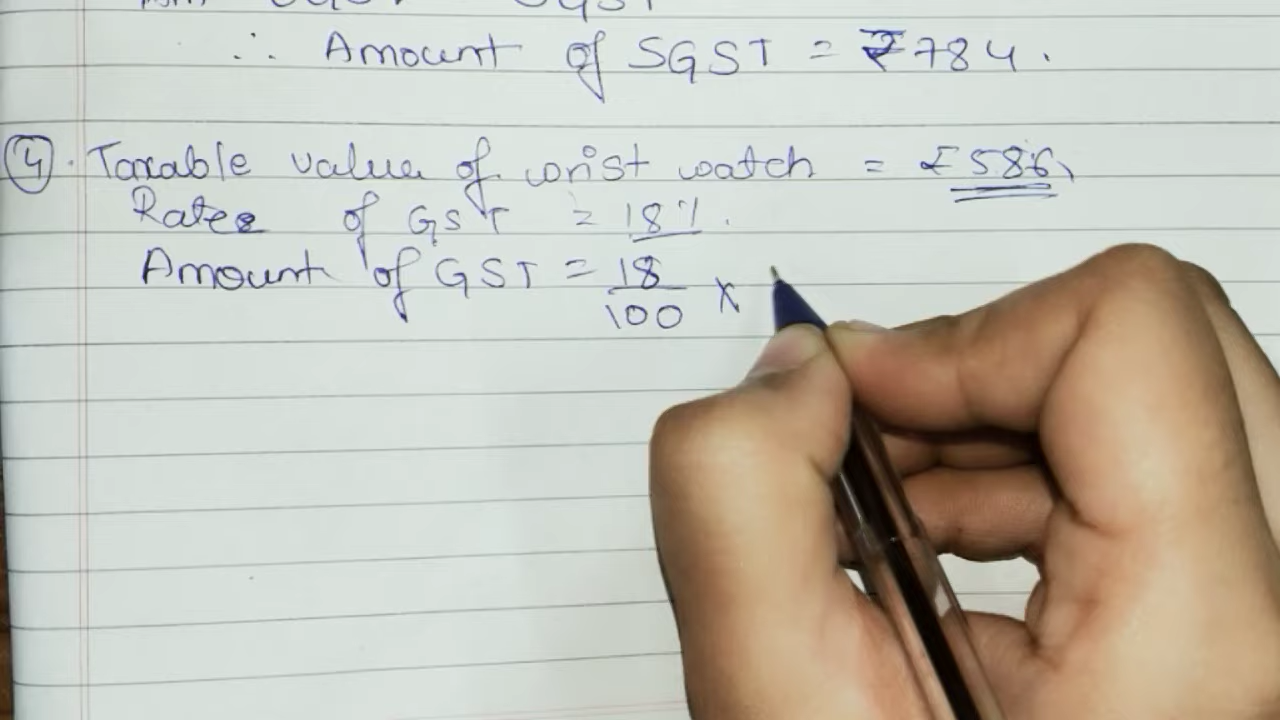 ∴ Amount of SGST = ₹784.
④. Taxable value of wrist watch = ₹586
Rate of GST = 18%.
Amount of GST = 18/100 ×